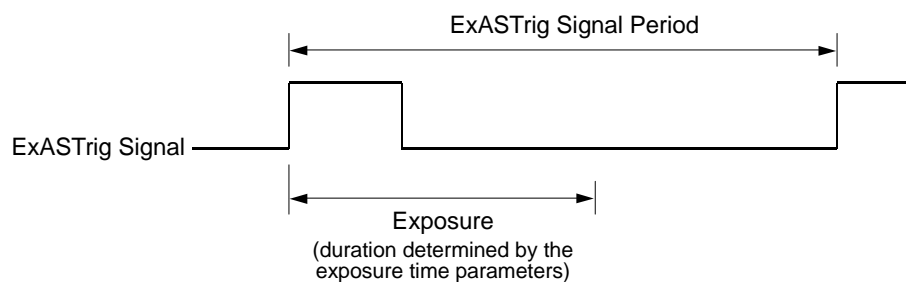 ExASTrig Signal Period
ExASTrig Signal
Exposure
(duration determined by the
exposure time parameters)